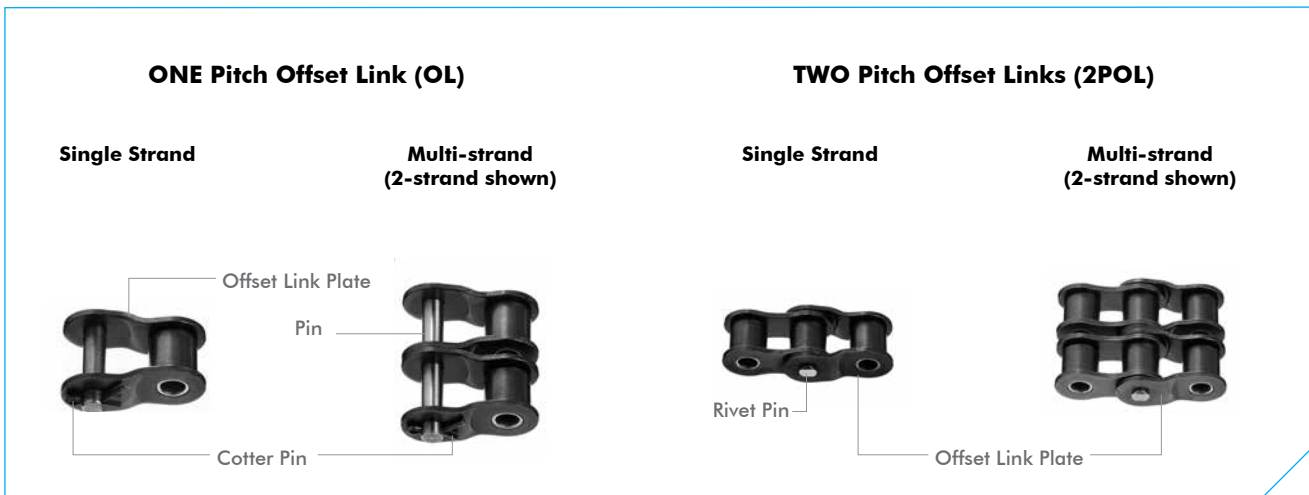 ONE Pitch Offset Link (OL)
TWO Pitch Offset Links (2POL)
Single Strand
Multi-strand
(2-strand shown)
Single Strand
Multi-strand
(2-strand shown)
Offset Link Plate
Pin
Cotter Pin
Rivet Pin
Offset Link Plate